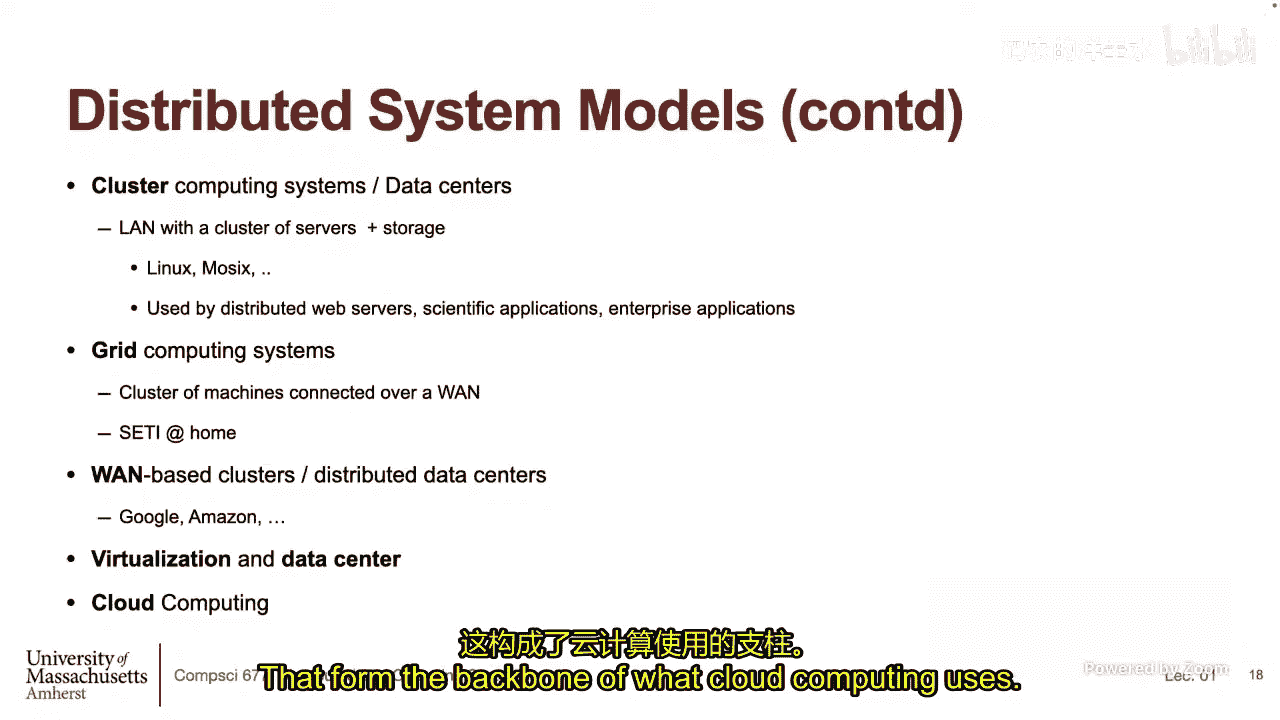 bilibili
Distributed System Models (contd)
• Cluster computing systems / Data centers
– LAN with a cluster of servers + storage
• Linux, Mosix, ..
• Used by distributed web servers, scientific applications, enterprise applications
• Grid computing systems
– Cluster of machines connected over a WAN
– SETI @ home
• WAN-based clusters / distributed data centers
– Google, Amazon, …
• Virtualization and data center
• Cloud Computing
这构成了云计算使用的支柱。
That form the backbone of what cloud computing uses.
University of
Massachusetts
Amherst
Compsci
Powered by Zoom
Lec. 01
18